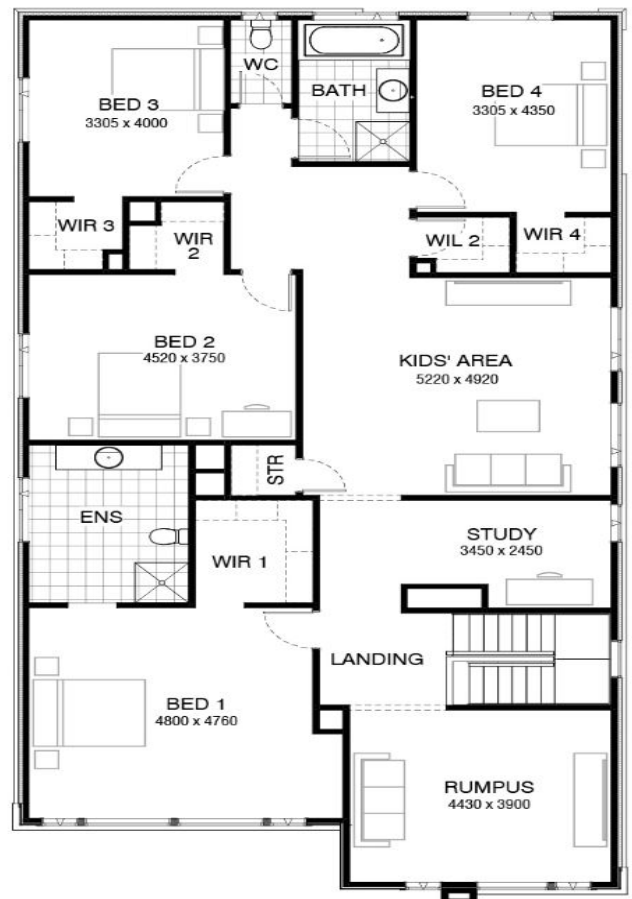 WC
BED 3
3305 x 4000
BATH
BED 4
3305 x 4350
WIR 3
WIR
2
WIL 2
WIR 4
BED 2
4520 x 3750
KIDS' AREA
5220 x 4920
STR
ENS
WIR 1
STUDY
3450 x 2450
LANDING
BED 1
4800 x 4760
RUMPUS
4430 x 3900